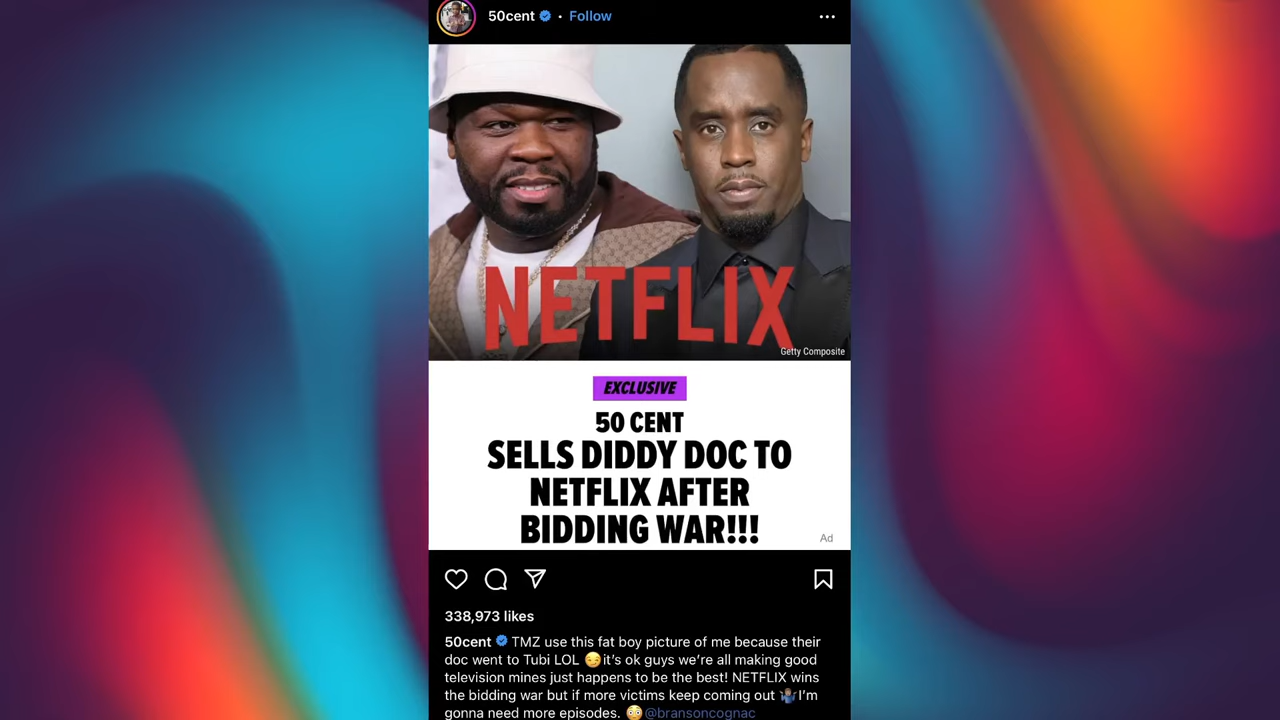 50cent • Follow
NETFLIX
Getty Composite
EXCLUSIVE
50 CENT
SELLS DIDDY DOC TO
NETFLIX AFTER
BIDDING WAR!!!
Ad
338,973 likes
50cent TMZ use this fat boy picture of me because their
doc went to Tubi LOL 😏it's ok guys we're all making good
television mines just happens to be the best! NETFLIX wins
the bidding war but if more victims keep coming out 🤷🏽‍♂️I'm
gonna need more episodes. 😳@bransoncognac